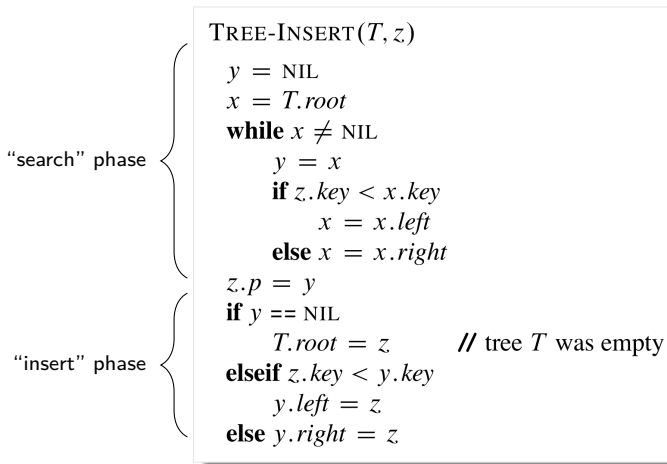 TREE-INSERT(T, z)
y = NIL
x = T.root
while x ≠ NIL
“search” phase
y = x
if z.key < x.key
x = x.left
else x = x.right
z.p = y
if y == NIL
T.root = z // tree T was empty
“insert” phase
elseif z.key < y.key
y.left = z
else y.right = z